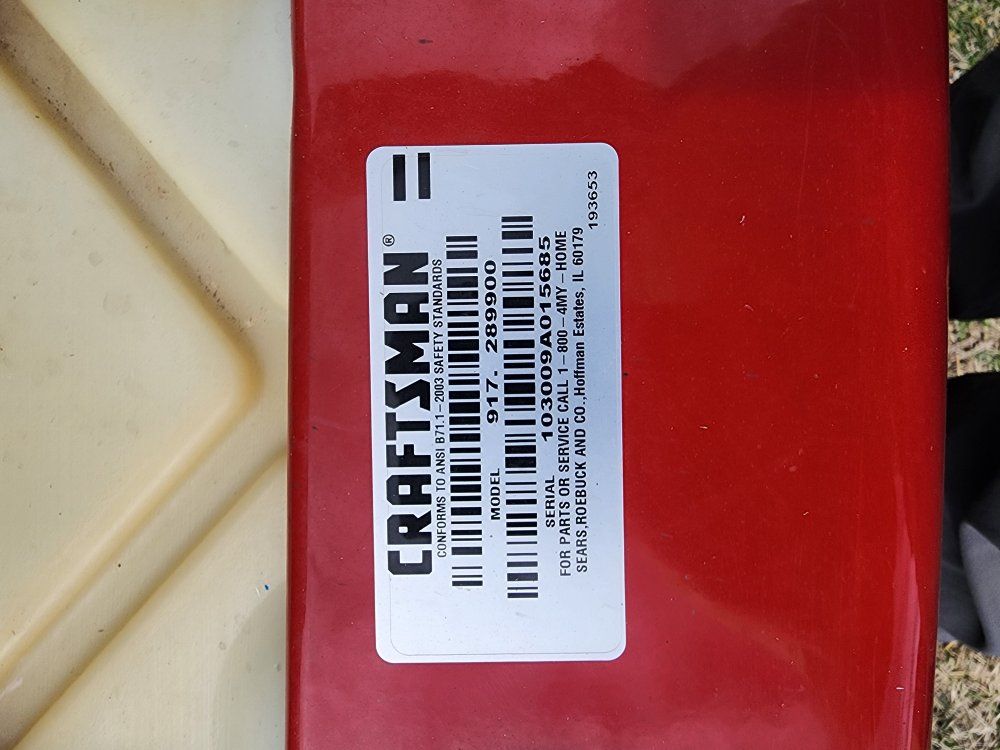 CRAFTSMAN®
CONFORMS TO ANSI B71.1–2003 SAFETY STANDARDS
MODEL 917. 289900
SERIAL 103009A015685
FOR PARTS OR SERVICE CALL 1–800–4MY–HOME
SEARS,ROEBUCK AND CO.,Hoffman Estates, IL 60179
193653